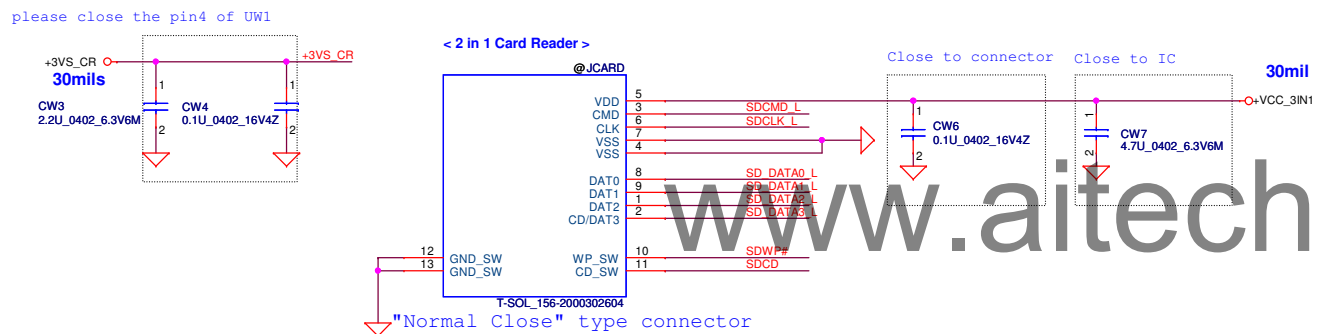 please close the pin4 of UW1
+3VS_CR
+3VS_CR
30mils
1
1
CW3
2.2U_0402_6.3V6M
CW4
0.1U_0402_16V4Z
2
2
< 2 in 1 Card Reader >
@JCARD
VDD 5
CMD 3 SDCMD_L
CLK 6 SDCLK_L
VSS 7
VSS 4
DAT0 8 SD_DATA0_L
DAT1 9 SD_DATA1_L
DAT2 1 SD_DATA2_L
CD/DAT3 2 SD_DATA3_L
12 GND_SW WP_SW 10 SDWP#
13 GND_SW CD_SW 11 SDCD
T-SOL_156-2000302604
"Normal Close" type connector
Close to connector
Close to IC
30mil
+VCC_3IN1
1
CW6
0.1U_0402_16V4Z
2
1
CW7
4.7U_0402_6.3V6M
2
www.aitech